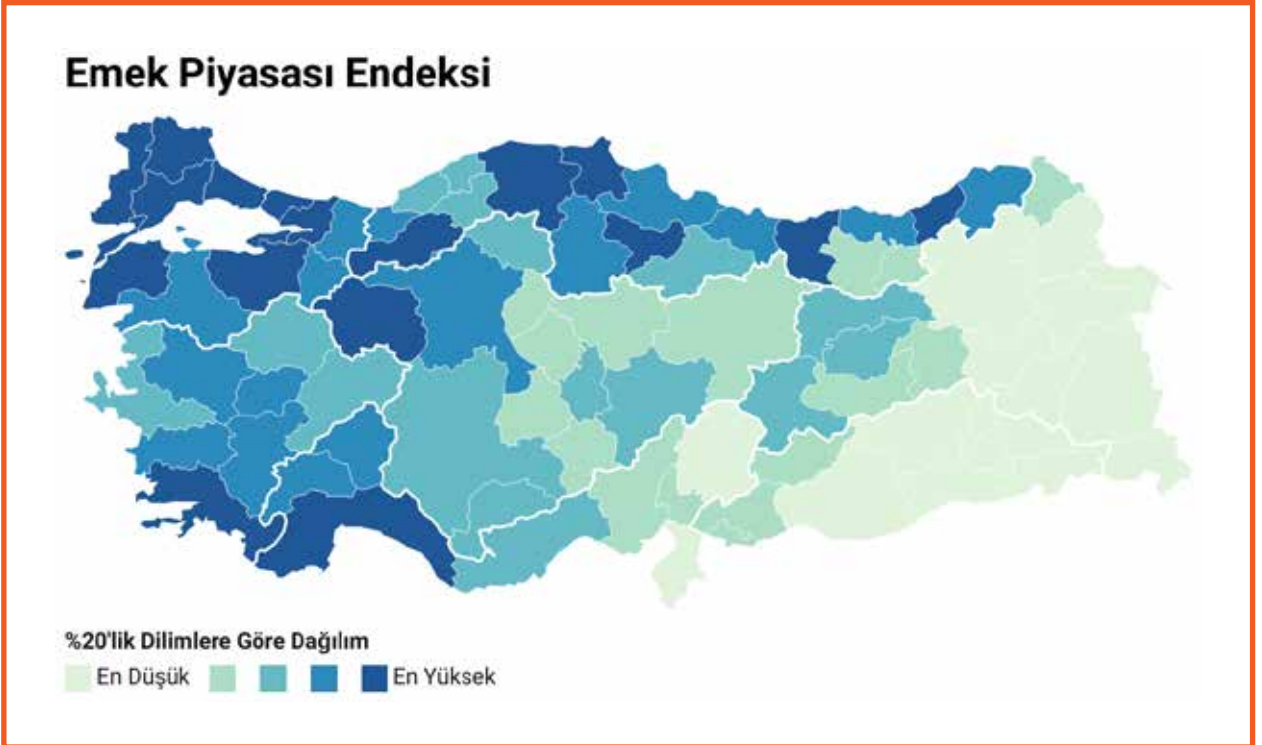 Emek Piyasası Endeksi
%20'lik Dilimlere Göre Dağılım
En Düşük En Yüksek